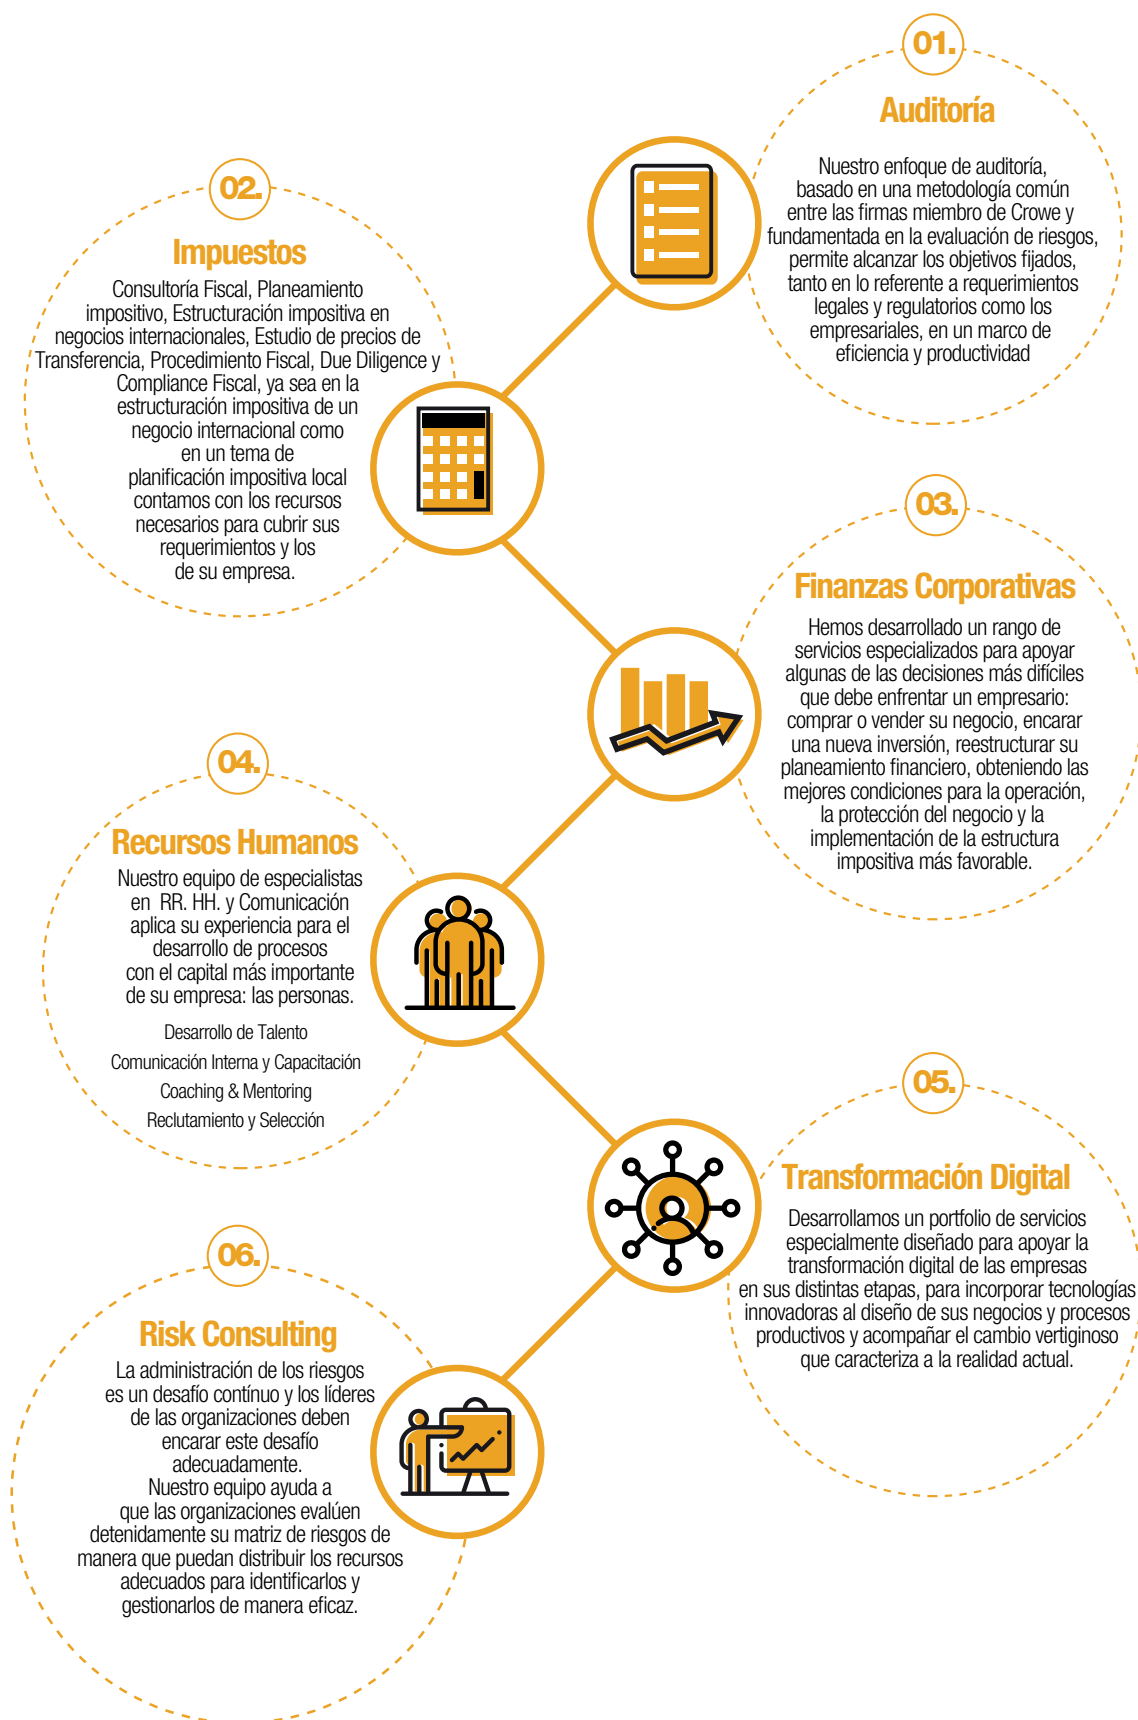 01.
Auditoría
Nuestro enfoque de auditoría,
basado en una metodología común
entre las firmas miembro de Crowe y
fundamentada en la evaluación de riesgos,
permite alcanzar los objetivos fijados,
tanto en lo referente a requerimientos
legales y regulatorios como los
empresariales, en un marco de
eficiencia y productividad
02.
Impuestos
Consultoría Fiscal, Planeamiento
impositivo, Estructuración impositiva en
negocios internacionales, Estudio de precios de
Transferencia, Procedimiento Fiscal, Due Diligence y
Compliance Fiscal, ya sea en la
estructuración impositiva de un
negocio internacional como
en un tema de
planificación impositiva local
contamos con los recursos
necesarios para cubrir sus
requerimientos y los
de su empresa.
03.
Finanzas Corporativas
Hemos desarrollado un rango de
servicios especializados para apoyar
algunas de las decisiones más difíciles
que debe enfrentar un empresario:
comprar o vender su negocio, encarar
una nueva inversión, reestructurar su
planeamiento financiero, obteniendo las
mejores condiciones para la operación,
la protección del negocio y la
implementación de la estructura
impositiva más favorable.
04.
Recursos Humanos
Nuestro equipo de especialistas
en RR. HH. y Comunicación
aplica su experiencia para el
desarrollo de procesos
con el capital más importante
de su empresa: las personas.
Desarrollo de Talento
Comunicación Interna y Capacitación
Coaching & Mentoring
Reclutamiento y Selección
05.
Transformación Digital
Desarrollamos un portfolio de servicios
especialmente diseñado para apoyar la
transformación digital de las empresas
en sus distintas etapas, para incorporar tecnologías
innovadoras al diseño de sus negocios y procesos
productivos y acompañar el cambio vertiginoso
que caracteriza a la realidad actual.
06.
Risk Consulting
La administración de los riesgos
es un desafío contínuo y los líderes
de las organizaciones deben
encarar este desafío
adecuadamente.
Nuestro equipo ayuda a
que las organizaciones evalúen
detenidamente su matriz de riesgos de
manera que puedan distribuir los recursos
adecuados para identificarlos y
gestionarlos de manera eficaz.